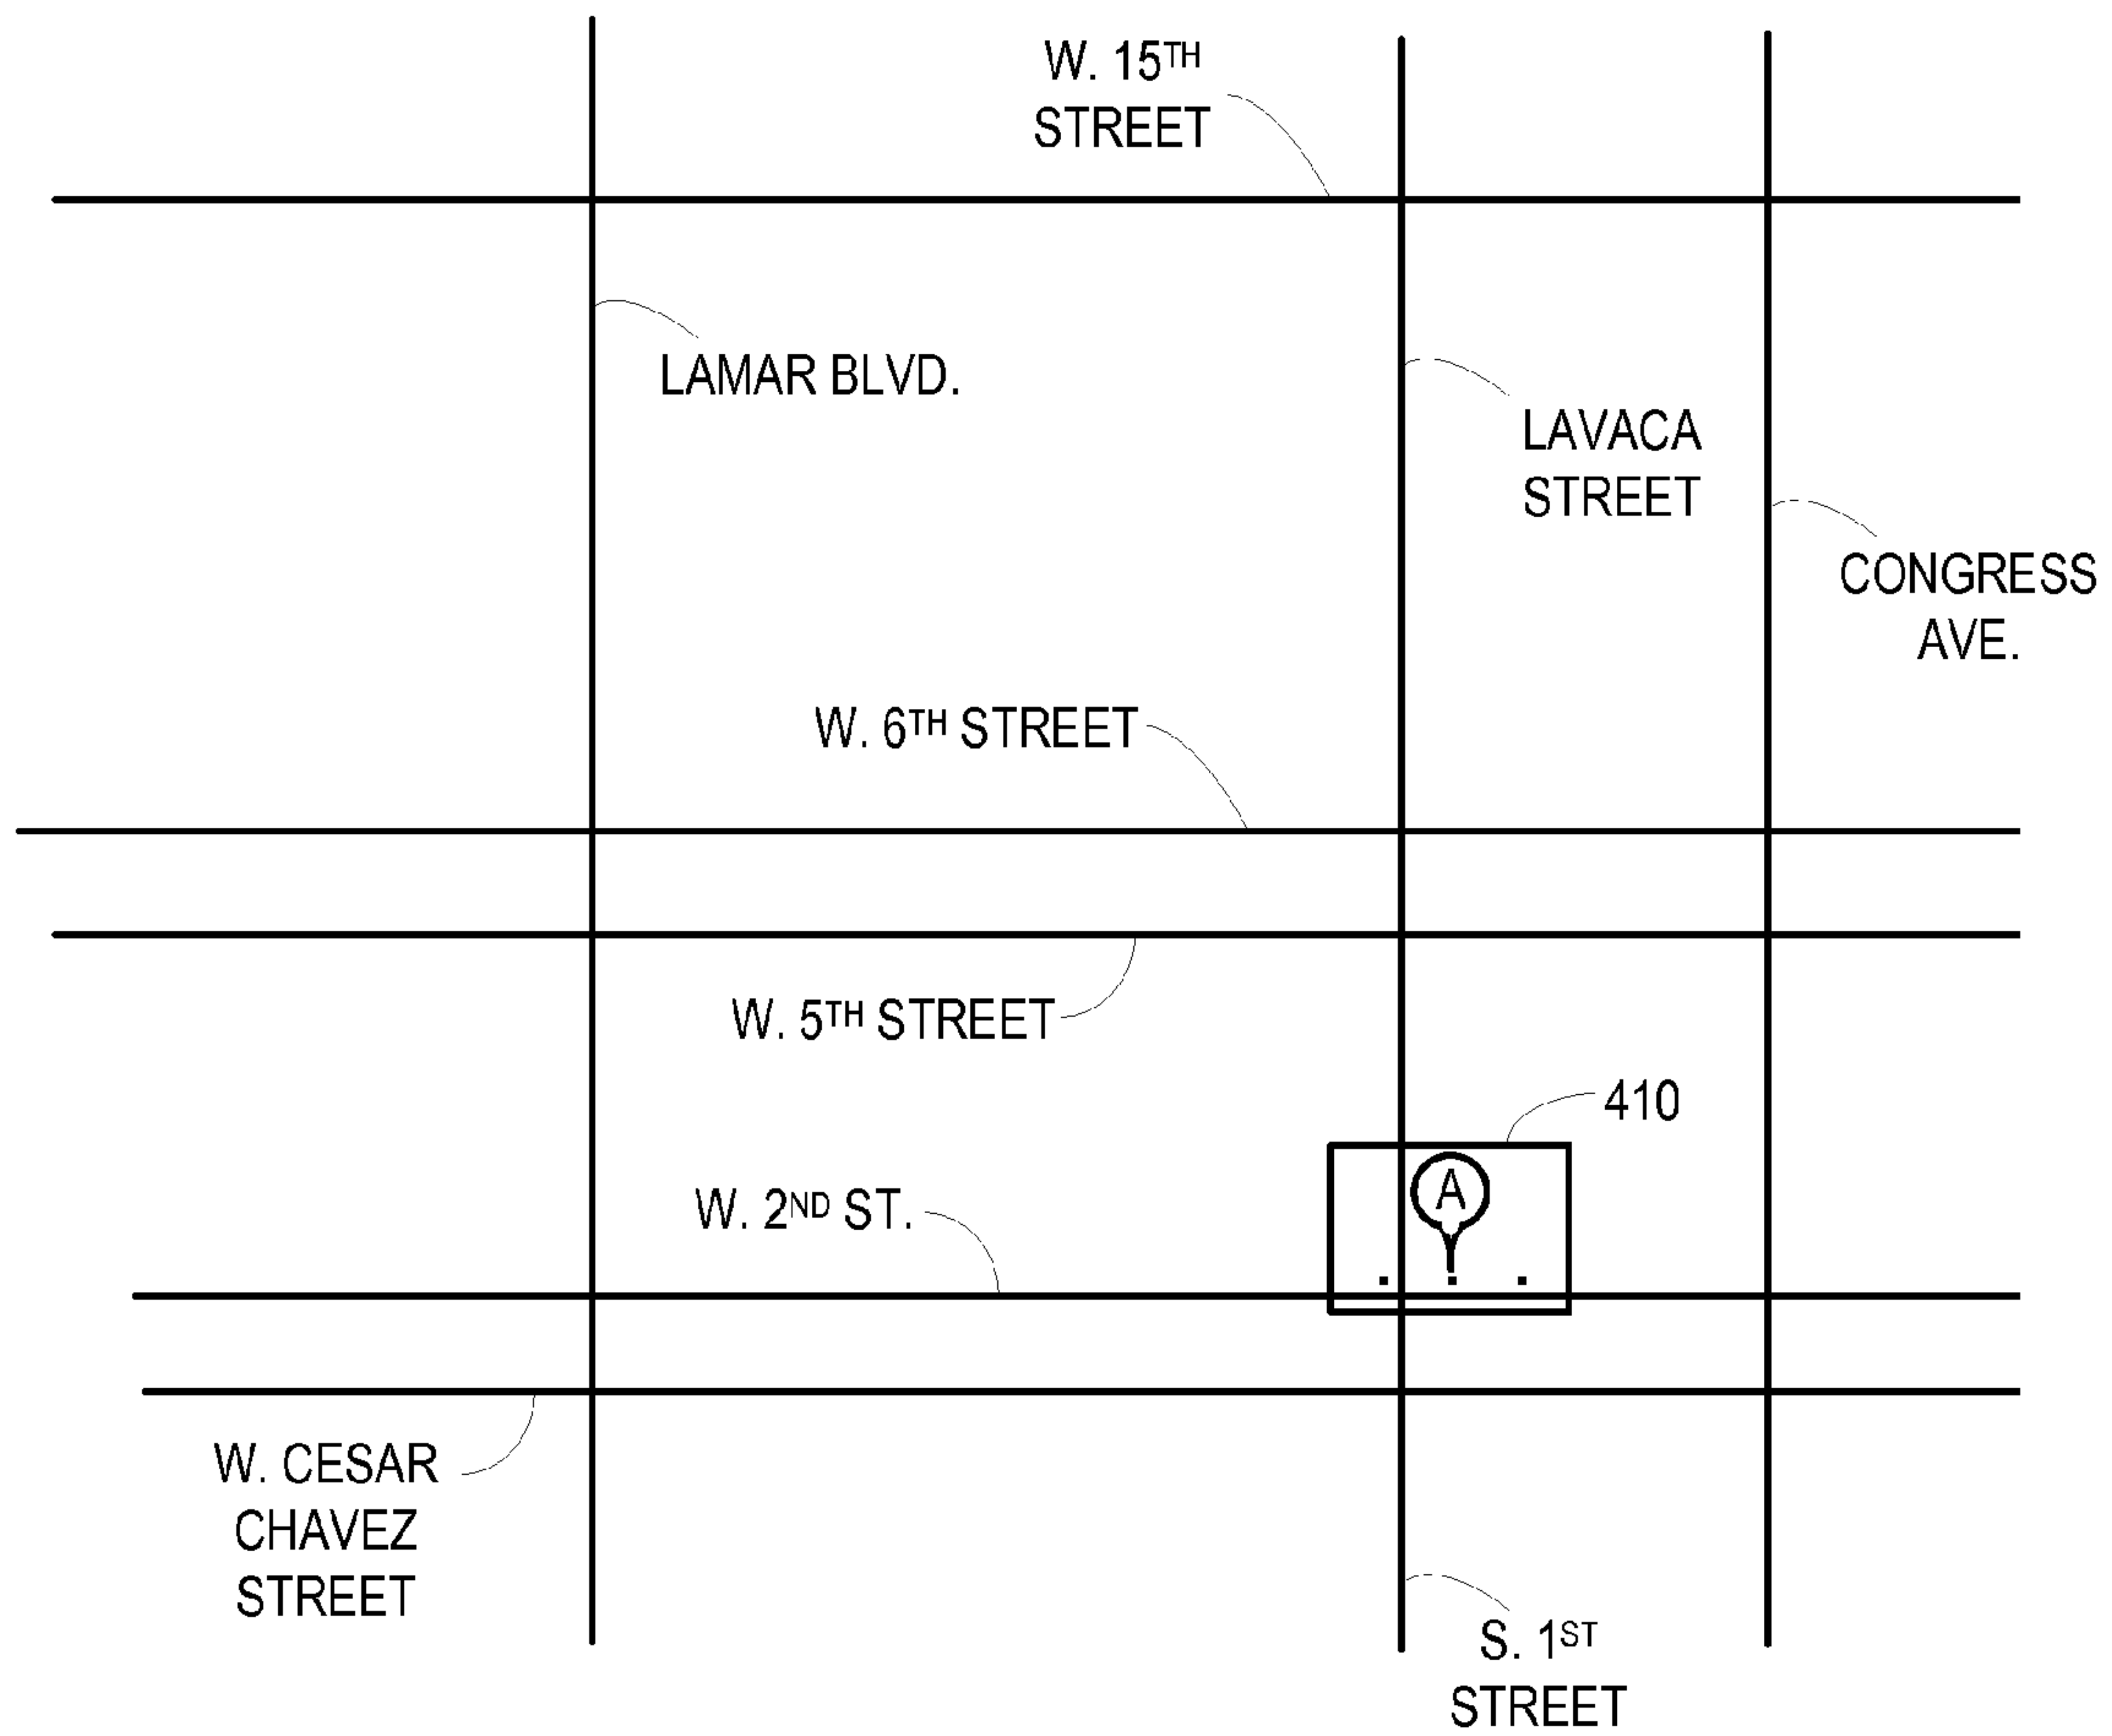 W. 15TH
STREET
LAMAR BLVD.
LAVACA
STREET
CONGRESS
AVE.
W. 6TH STREET
W. 5TH STREET
410
A
W. 2ND ST.
W. CESAR
CHAVEZ
STREET
S. 1ST
STREET